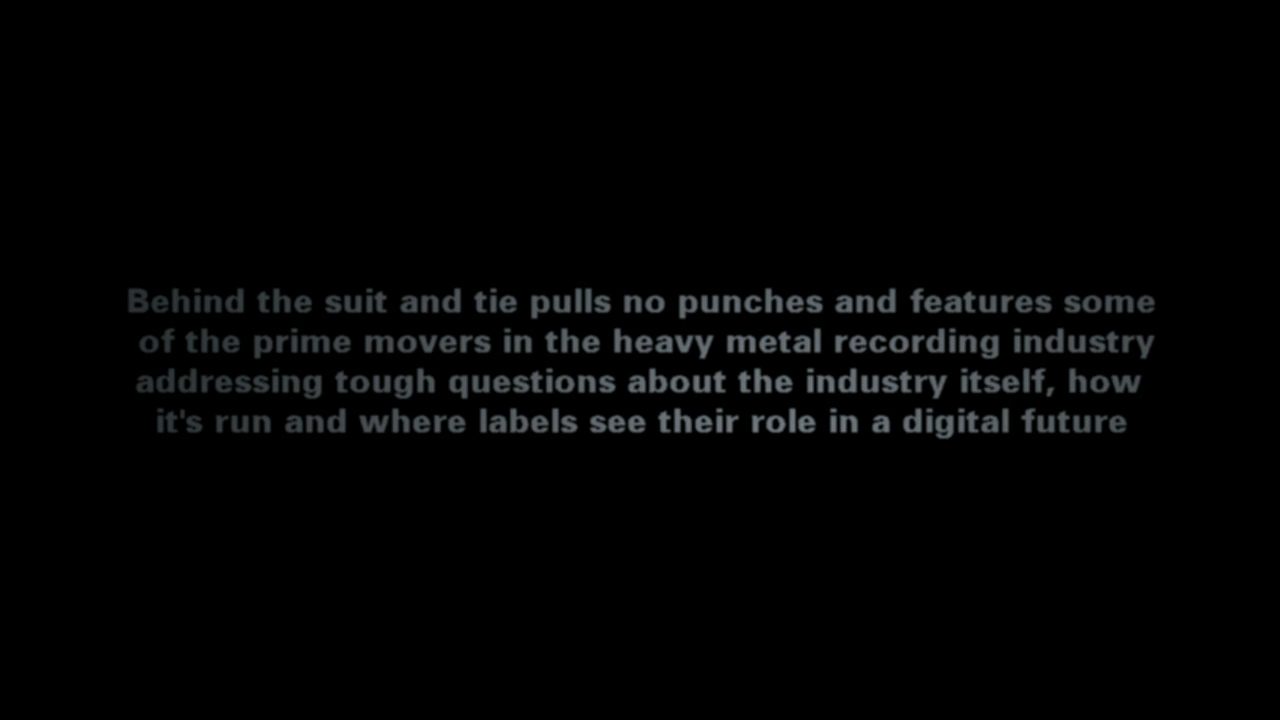 Behind the suit and tie pulls no punches and features some
of the prime movers in the heavy metal recording industry
addressing tough questions about the industry itself, how
it's run and where labels see their role in a digital future